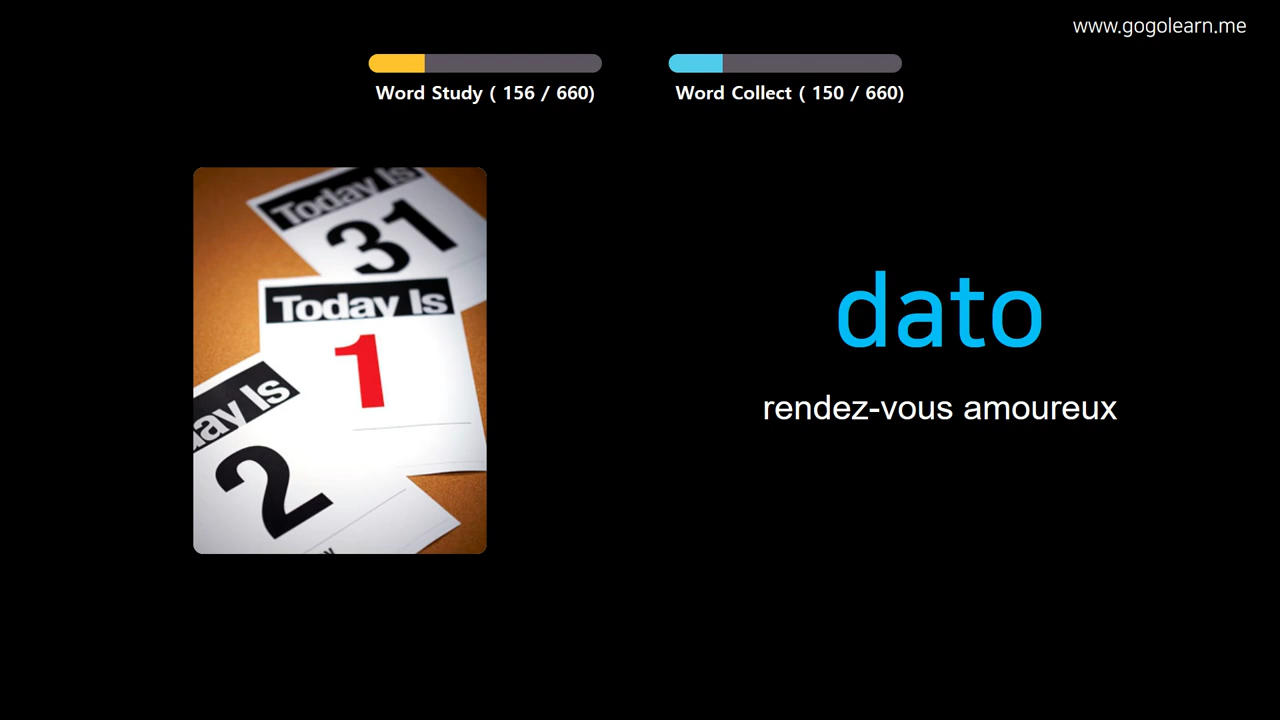 www.gogolearn.me
Word Study ( 156 / 660)
Word Collect ( 150 / 660)
Today Is
31
Today Is
1
ay Is
2
dato
rendez-vous amoureux